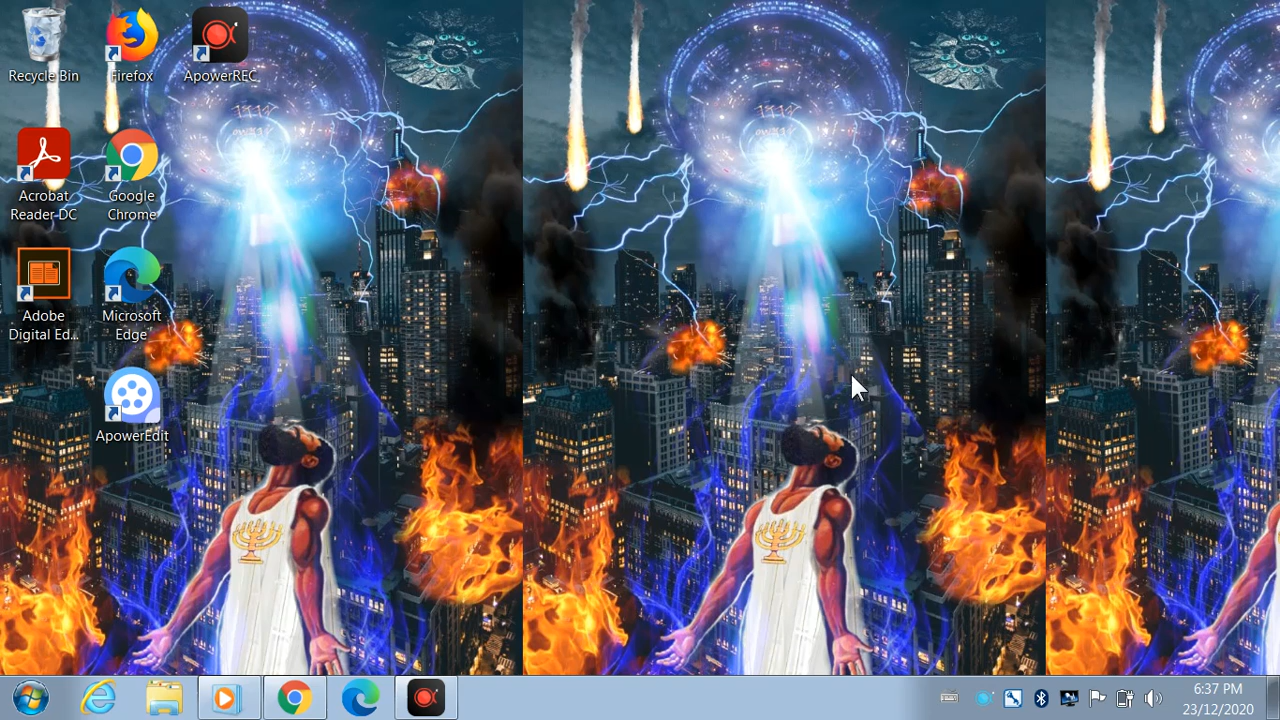 Recycle Bin
Firefox
ApowerREC
Acrobat
Reader DC
Google
Chrome
Adobe
Digital Ed...
Microsoft
Edge
ApowerEdit
6:37 PM
23/12/2020